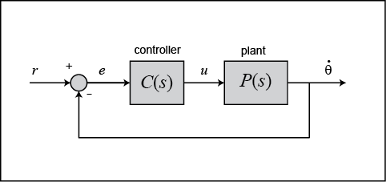 controller
plant
r
+
e
C(s)
u
P(s)
θ̇
−